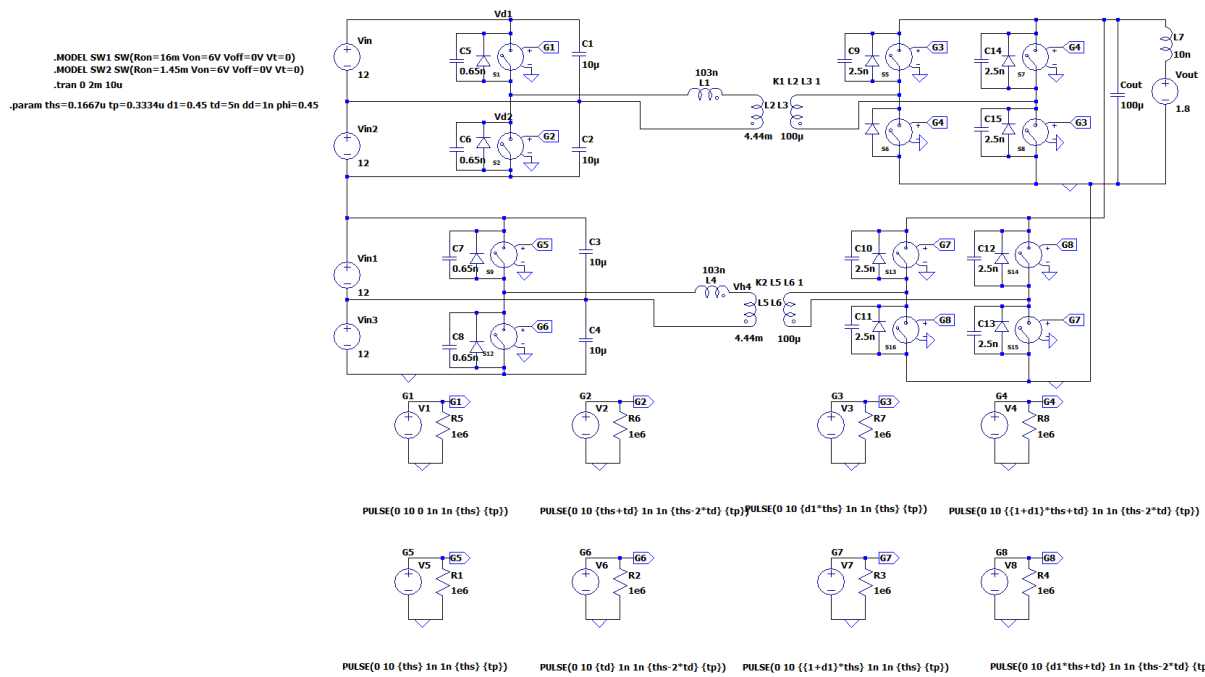 .MODEL SW1 SW(Ron=16m Von=6V Voff=0V Vt=0)
.MODEL SW2 SW(Ron=1.45m Von=6V Voff=0V Vt=0)
.tran 0 2m 10u
.param ths=0.1667u tp=0.3334u d1=0.45 td=5n dd=1n phi=0.45
Vin
12
Vin2
12
Vd1
C5
0.65n
S1
G1
C1
10µ
Vd2
C6
0.65n
S2
G2
C2
10µ
103n
L1
K1 L2 L3 1
L2 L3
4.44m
100µ
C9
2.5n
S5
G3
C14
2.5n
S7
G4
S6
G4
C15
2.5n
S8
G3
Cout
100µ
L7
10n
Vout
1.8
Vin1
12
Vin3
12
C7
0.65n
S9
G5
C3
10µ
C8
0.65n
S12
G6
C4
10µ
103n
L4
Vh4
K2 L5 L6 1
L5 L6
4.44m
100µ
C10
2.5n
S13
G7
C12
2.5n
S14
G8
C11
2.5n
S16
G8
C13
2.5n
S15
G7
G1
V1
G1
R5
1e6
G2
V2
G2
R6
1e6
G3
V3
G3
R7
1e6
G4
V4
G4
R8
1e6
PULSE(0 10 0 1n 1n {ths} {tp})
PULSE(0 10 {ths+td} 1n 1n {ths-2*td} {tp})
PULSE(0 10 {d1*ths} 1n 1n {ths} {tp})
PULSE(0 10 {{1+d1}*ths+td} 1n 1n {ths-2*td} {tp})
G5
V5
G5
R1
1e6
G6
V6
G6
R2
1e6
G7
V7
G7
R3
1e6
G8
V8
G8
R4
1e6
PULSE(0 10 {ths} 1n 1n {ths} {tp})
PULSE(0 10 {td} 1n 1n {ths-2*td} {tp})
PULSE(0 10 {{1+d1}*ths} 1n 1n {ths} {tp})
PULSE(0 10 {d1*ths+td} 1n 1n {ths-2*td} {tp